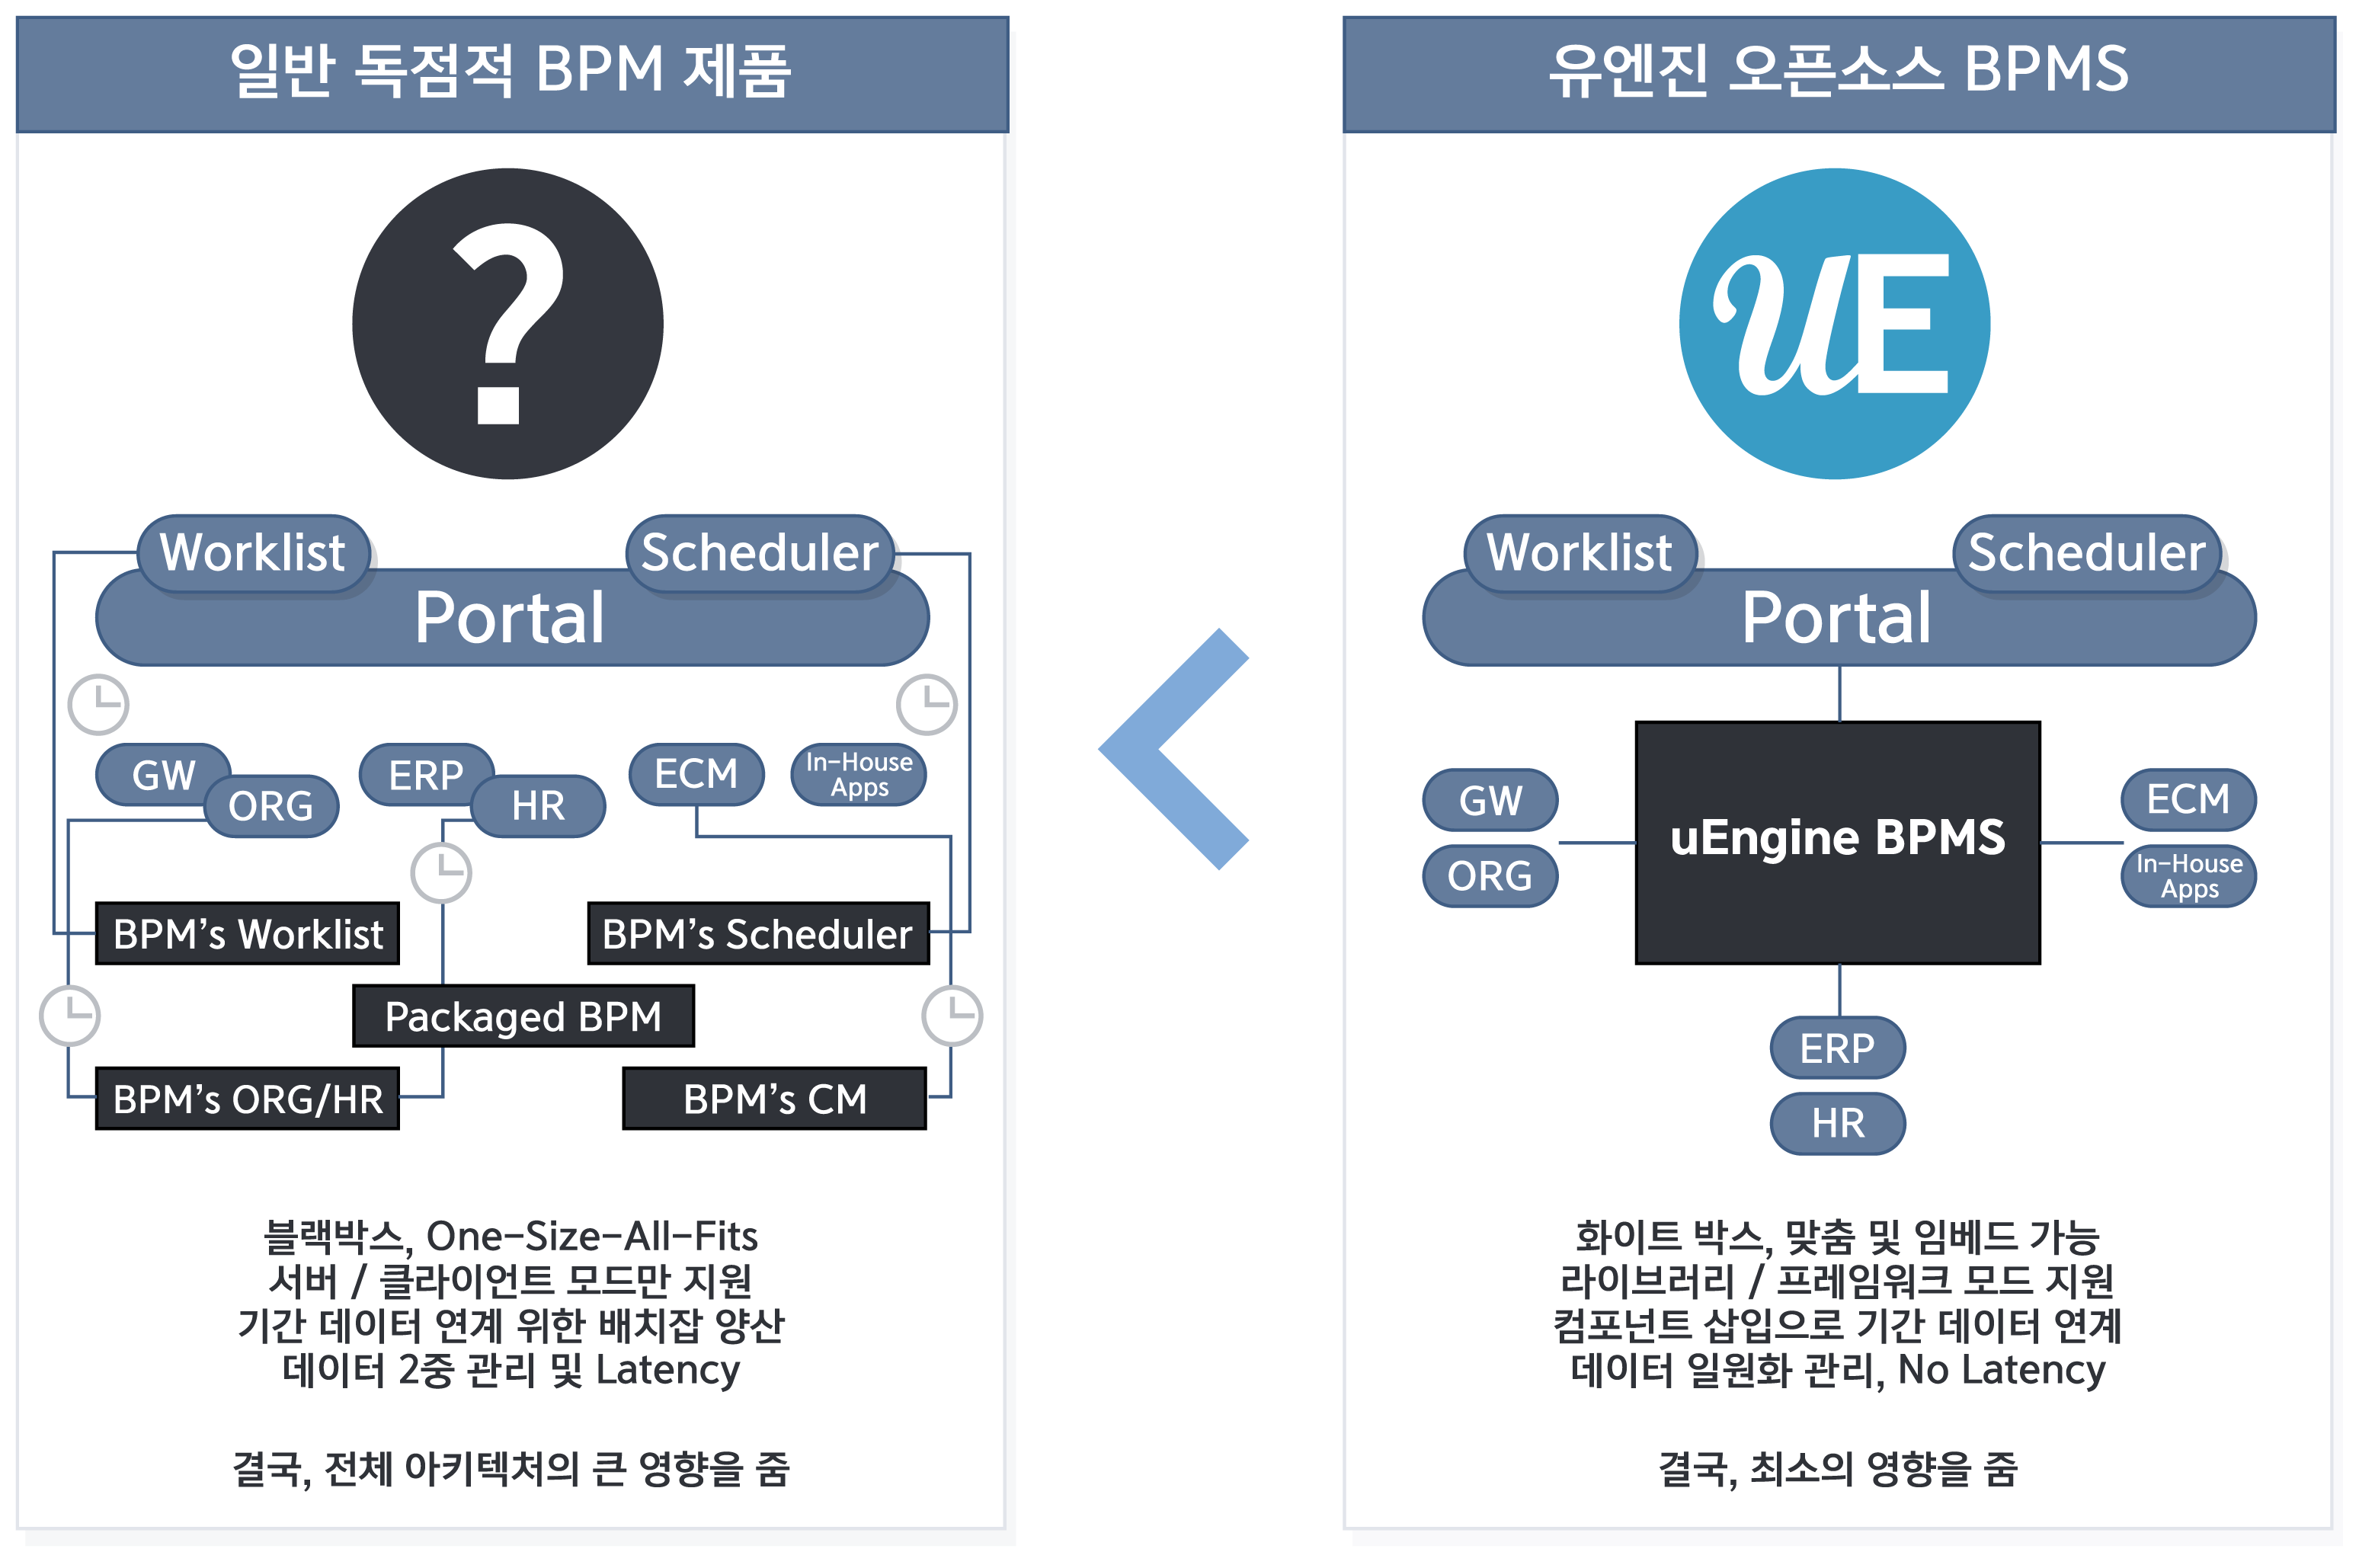 일반 독점적 BPM 제품
?
Worklist
Scheduler
Portal
GW
ORG
ERP
HR
ECM
In-House
Apps
BPM's Worklist
BPM's Scheduler
Packaged BPM
BPM's ORG/HR
BPM's CM
블랙박스, One-Size-All-Fits
서버 / 클라이언트 모드만 지원
기간 데이터 연계 위한 배치잡 양산
데이터 2중 관리 및 Latency
결국, 전체 아키텍처의 큰 영향을 줌
유엔진 오픈소스 BPMS
UE
Worklist
Scheduler
Portal
GW
ORG
uEngine BPMS
ECM
In-House
Apps
ERP
HR
화이트 박스, 맞춤 및 임베드 가능
라이브러리 / 프레임워크 모드 지원
컴포넌트 삽입으로 기간 데이터 연계
데이터 일원화 관리, No Latency
결국, 최소의 영향을 줌